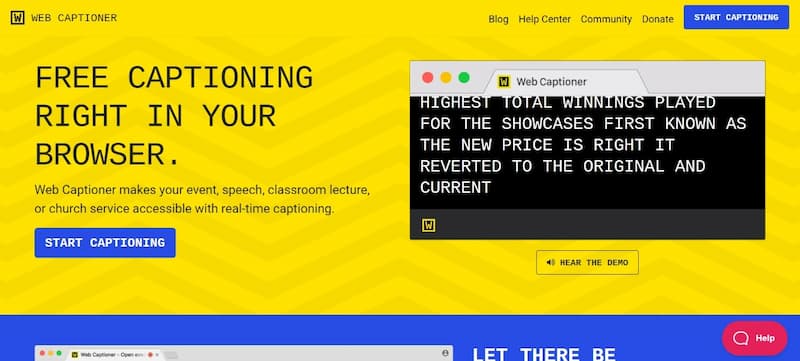 WEB CAPTIONER
Blog Help Center Community Donate START CAPTIONING
FREE CAPTIONING
RIGHT IN YOUR
BROWSER.
Web Captioner makes your event, speech, classroom lecture,
or church service accessible with real-time captioning.
START CAPTIONING
Web Captioner
HIGHEST TOTAL WINNINGS PLAYED
FOR THE SHOWCASES FIRST KNOWN AS
THE NEW PRICE IS RIGHT IT
REVERTED TO THE ORIGINAL AND
CURRENT
HEAR THE DEMO
Web Captioner - Open
LET THERE BE
Help